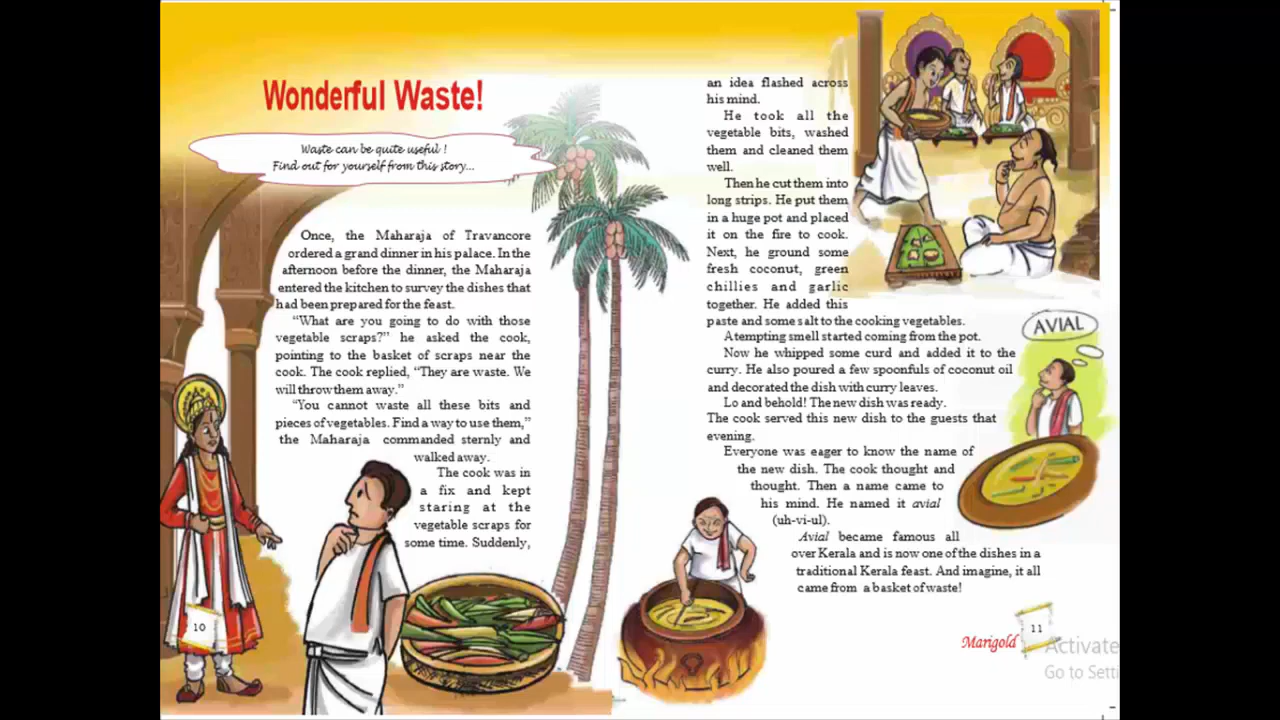 Wonderful Waste!
Waste can be quite useful !
Find out for yourself from this story...
Once, the Maharaja of Travancore
ordered a grand dinner in his palace. In the
afternoon before the dinner, the Maharaja
entered the kitchen to survey the dishes that
had been prepared for the feast.
“What are you going to do with those
vegetable scraps?” he asked the cook,
pointing to the basket of scraps near the
cook. The cook replied, “They are waste. We
will throw them away.”
“You cannot waste all these bits and
pieces of vegetables. Find a way to use them,”
the Maharaja commanded sternly and
walked away.
The cook was in
a fix and kept
staring at the
vegetable scraps for
some time. Suddenly,
10
an idea flashed across
his mind.
He took all the
vegetable bits, washed
them and cleaned them
well.
Then he cut them into
long strips. He put them
in a huge pot and placed
it on the fire to cook.
Next, he ground some
fresh coconut, green
chillies and garlic
together. He added this
paste and some salt to the cooking vegetables.
A tempting smell started coming from the pot.
Now he whipped some curd and added it to the
curry. He also poured a few spoonfuls of coconut oil
and decorated the dish with curry leaves.
Lo and behold! The new dish was ready.
The cook served this new dish to the guests that
evening.
Everyone was eager to know the name of
the new dish. The cook thought and
thought. Then a name came to
his mind. He named it avial
(uh-vi-ul).
Avial became famous all
over Kerala and is now one of the dishes in a
traditional Kerala feast. And imagine, it all
came from a basket of waste!
AVIAL
Marigold
11
Activate
Go to Setti